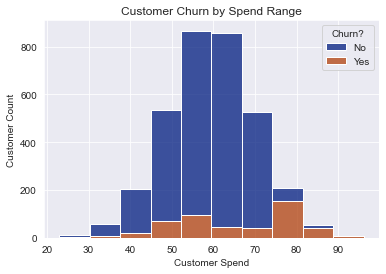 Customer Churn by Spend Range
Churn?
No
Yes
800
600
400
200
0
Customer Count
20 30 40 50 60 70 80 90
Customer Spend